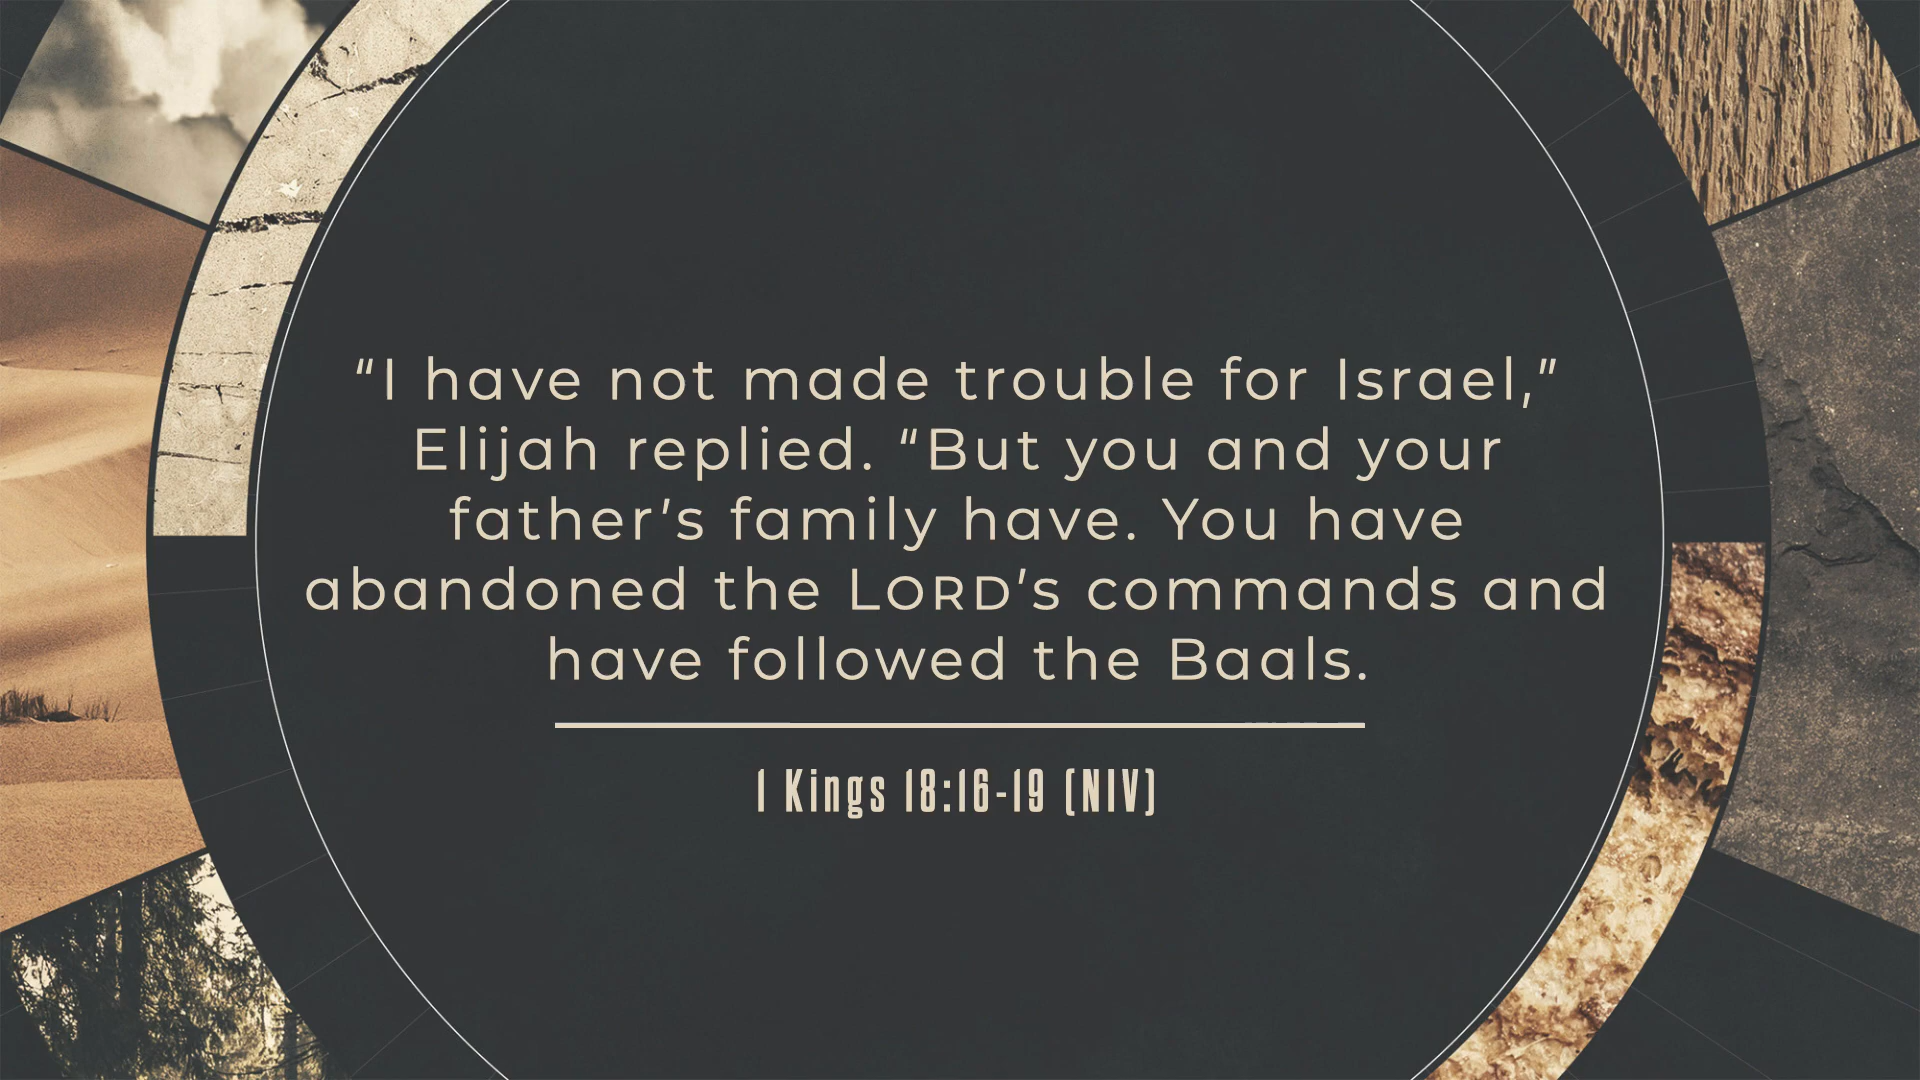 “I have not made trouble for Israel,”
Elijah replied. “But you and your
father’s family have. You have
abandoned the LORD’s commands and
have followed the Baals.
1 Kings 18:16-19 (NIV)